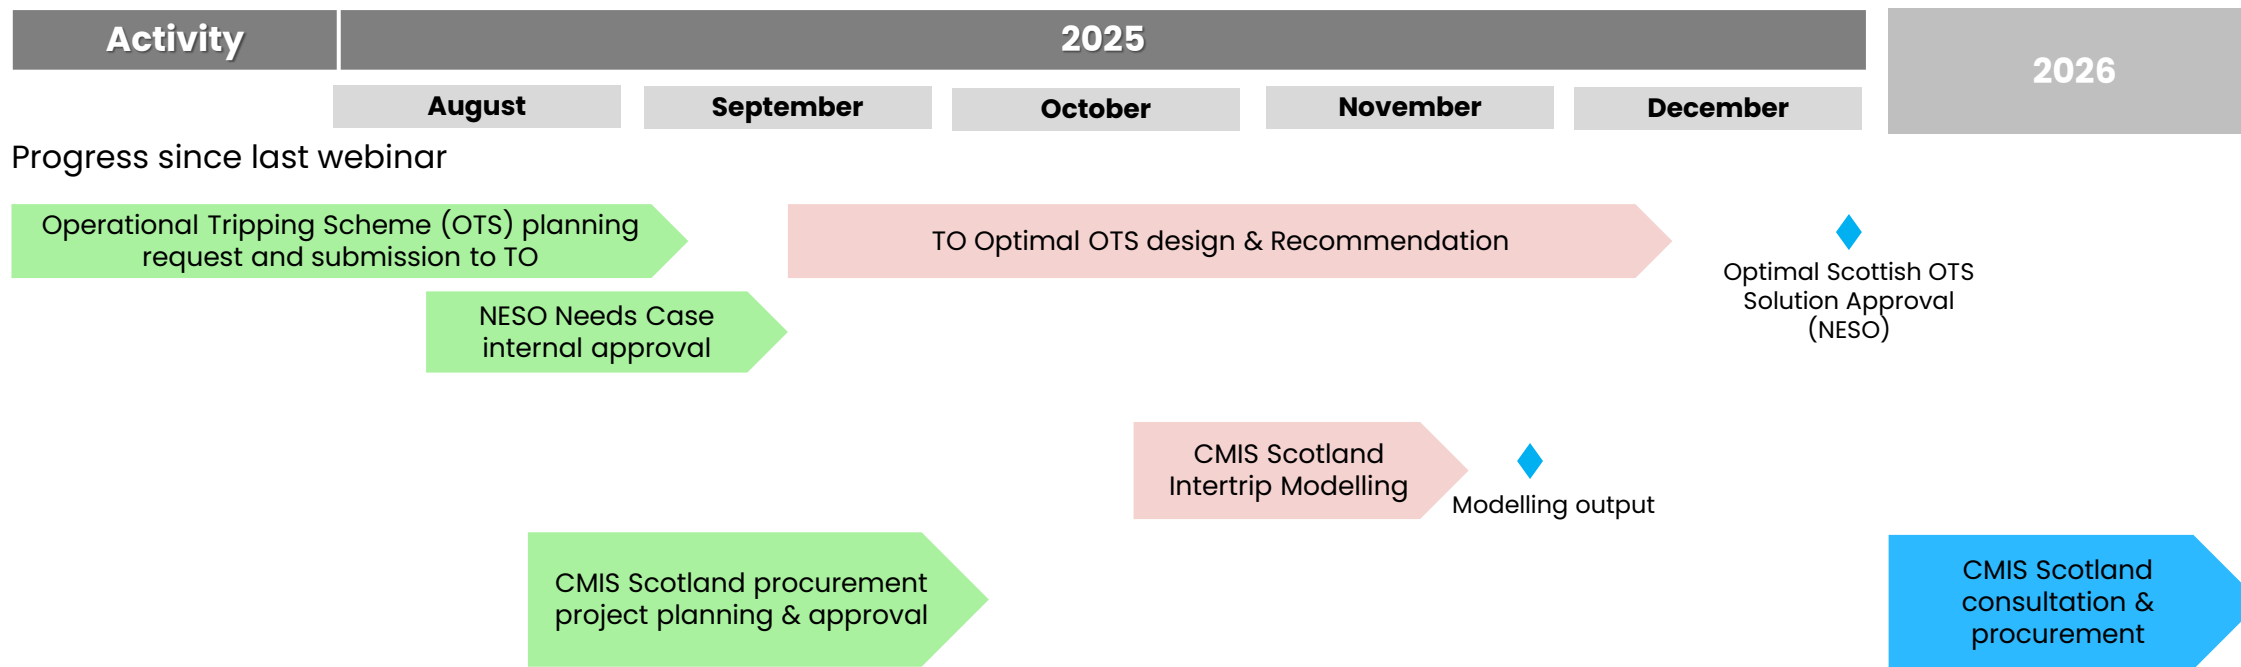 Activity
2025
2026
August
September
October
November
December
Progress since last webinar
Operational Tripping Scheme (OTS) planning
request and submission to TO
TO Optimal OTS design & Recommendation
Optimal Scottish OTS
Solution Approval
(NESO)
NESO Needs Case
internal approval
CMIS Scotland
Intertrip Modelling
Modelling output
CMIS Scotland procurement
project planning & approval
CMIS Scotland
consultation &
procurement